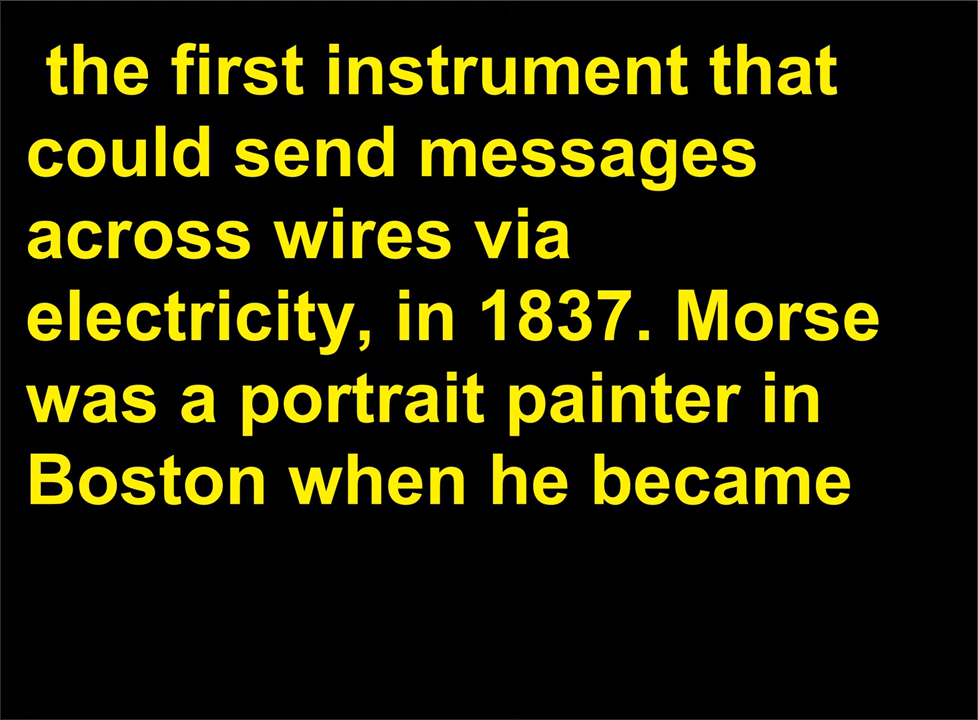 the first instrument that
could send messages
across wires via
electricity, in 1837. Morse
was a portrait painter in
Boston when he became